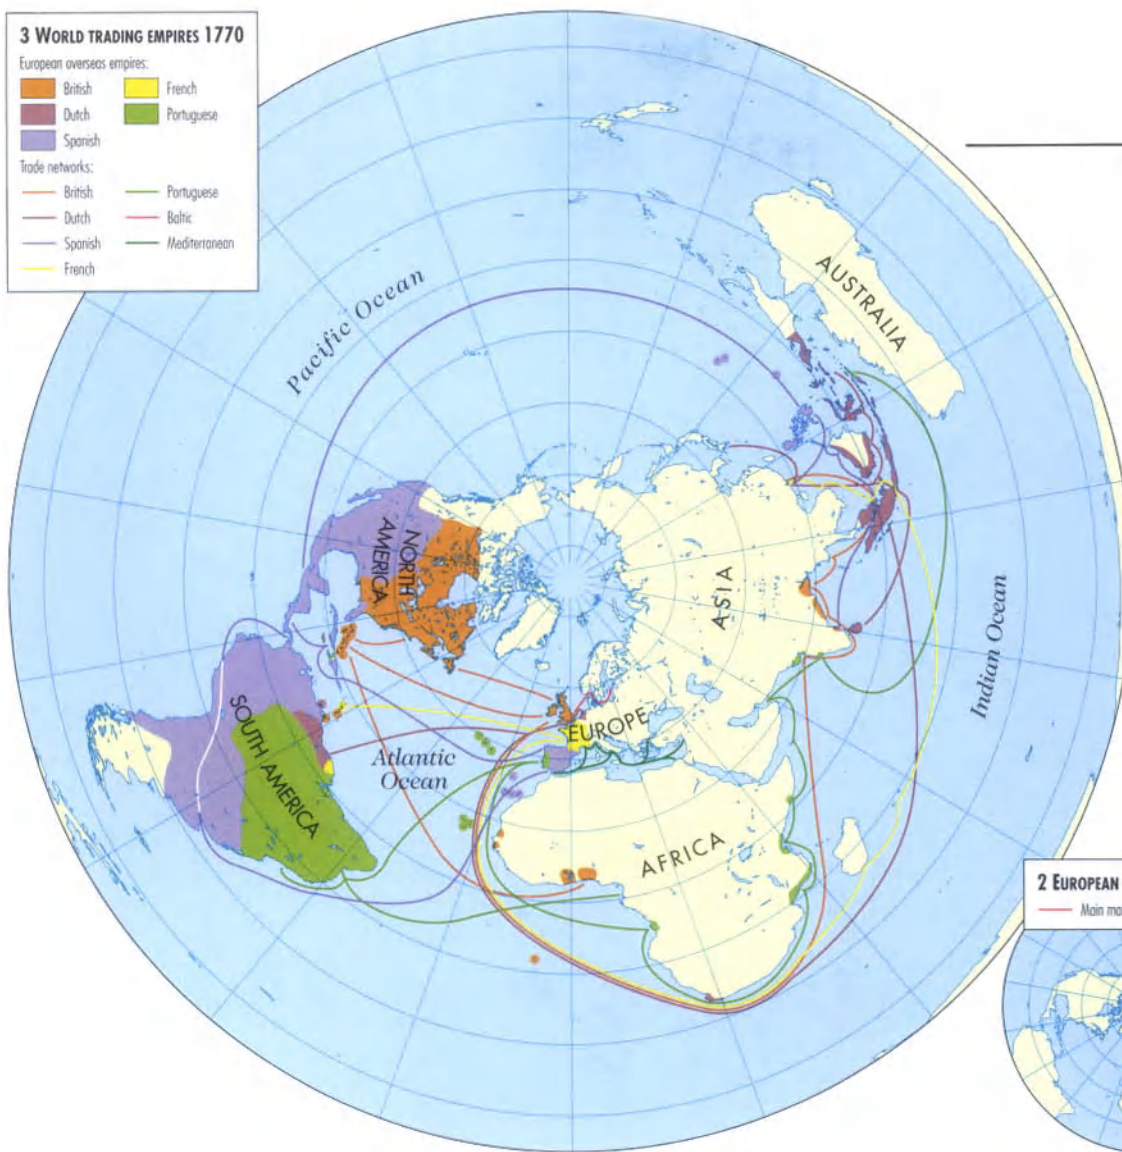 3 WORLD TRADING EMPIRES 1770
European overseas empires:
British
French
Dutch
Portuguese
Spanish
Trade networks:
British
Portuguese
Dutch
Baltic
Spanish
Mediterranean
French
Pacific Ocean
AUSTRALIA
NORTH
AMERICA
ASIA
Indian Ocean
SOUTH AMERICA
EUROPE
Atlantic
Ocean
AFRICA
2 EUROPEAN
Main